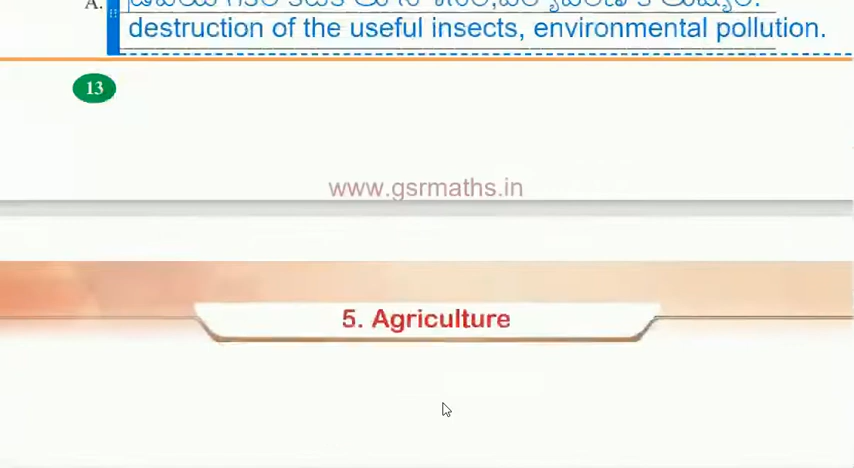 A.
destruction of the useful insects, environmental pollution.
13
www.gsrmaths.in
5. Agriculture